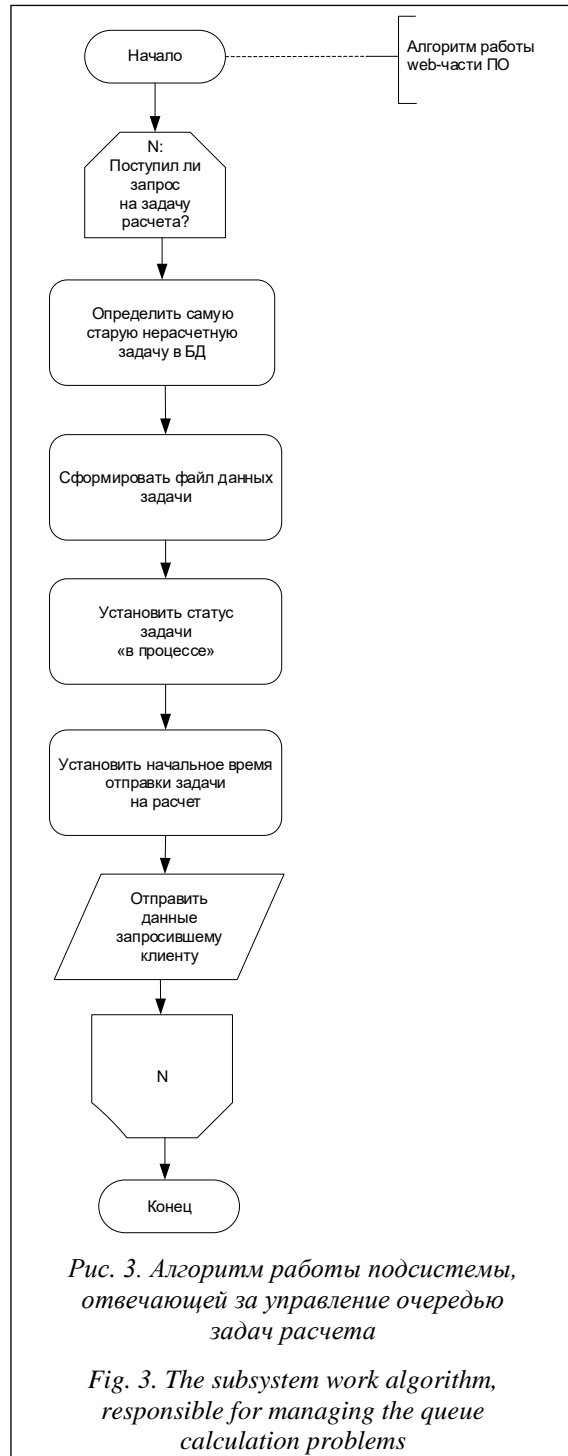 Начало
Алгоритм работы
web-части ПО
N:
Поступил ли
запрос
на задачу
расчета?
Определить самую
старую нерасчетную
задачу в БД
Сформировать файл данных
задачи
Установить статус
задачи
«в процессе»
Установить начальное время
отправки задачи
на расчет
Отправить
данные
запросившему
клиенту
N
Конец
Рис. 3. Алгоритм работы подсистемы,
отвечающей за управление очередью
задач расчета
Fig. 3. The subsystem work algorithm,
responsible for managing the queue
calculation problems